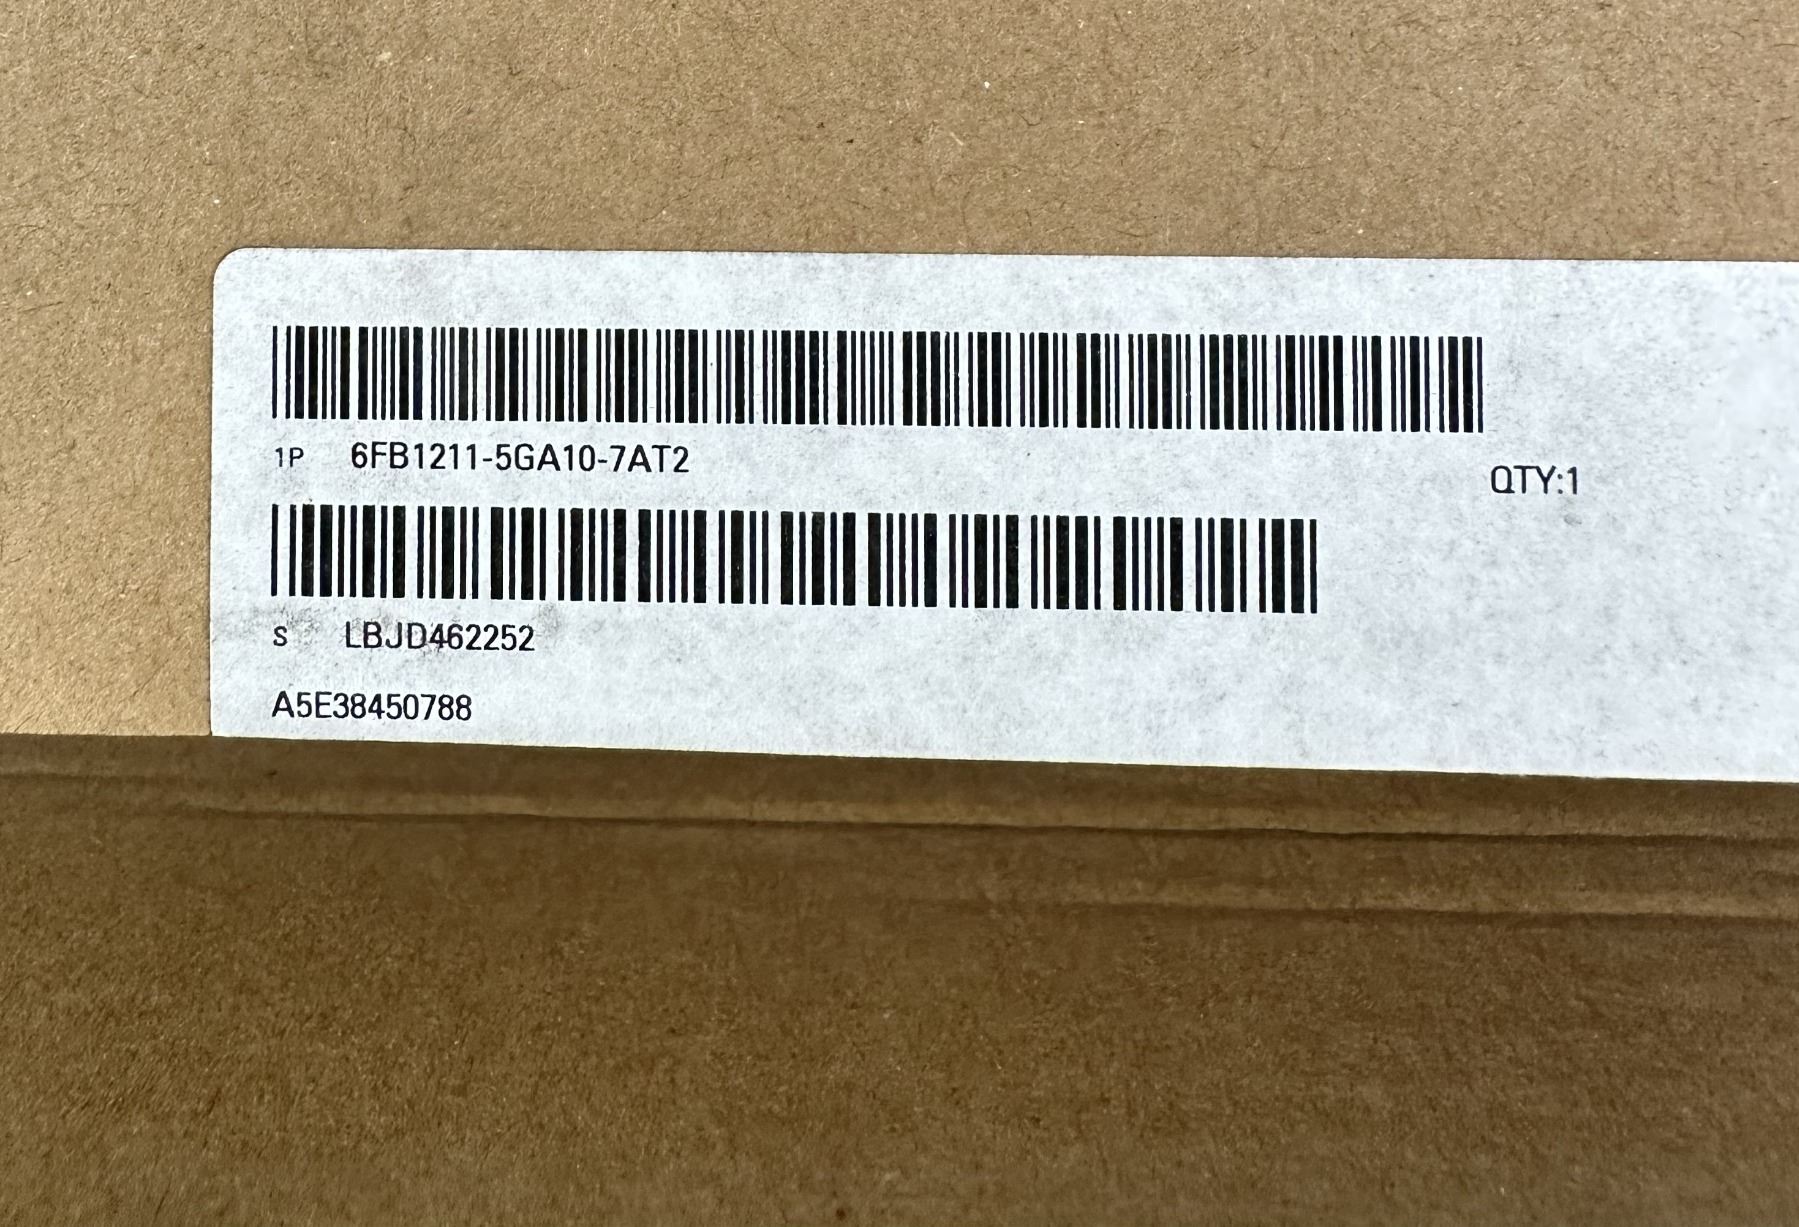 1P 6FB1211-5GA10-7AT2
QTY:1
S LBJD462252
A5E38450788